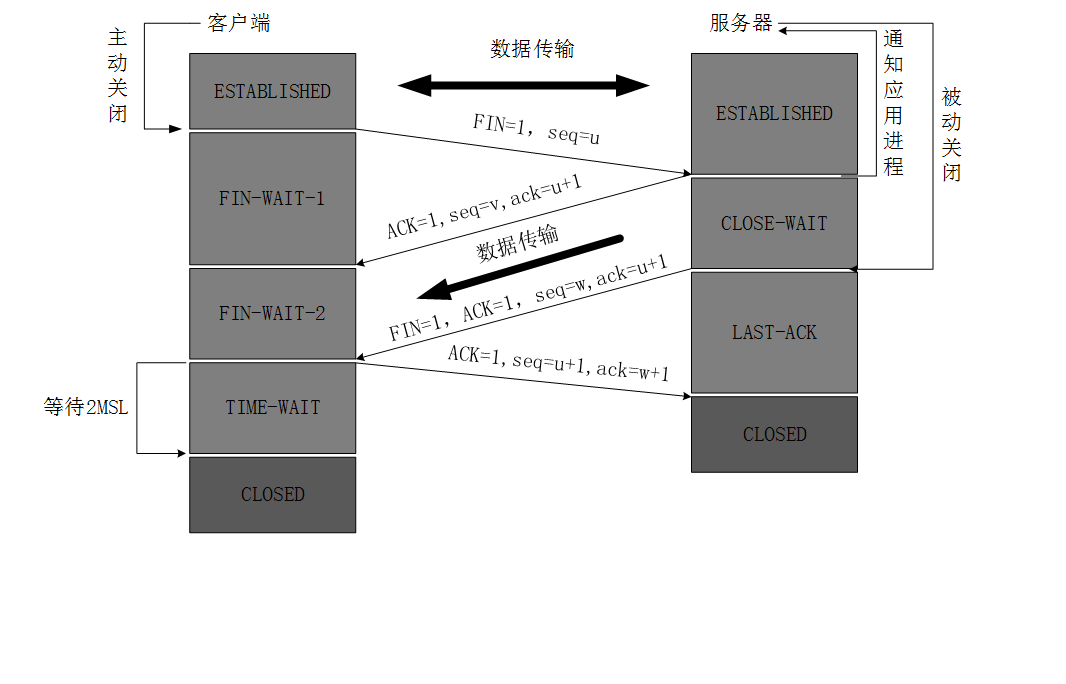 客户端
服务器
主动关闭
数据传输
通知应用进程
被动关闭
ESTABLISHED
ESTABLISHED
FIN=1, seq=u
FIN-WAIT-1
ACK=1,seq=v,ack=u+1
CLOSE-WAIT
数据传输
FIN=1, ACK=1, seq=w,ack=u+1
FIN-WAIT-2
LAST-ACK
ACK=1,seq=u+1,ack=w+1
等待2MSL
TIME-WAIT
CLOSED
CLOSED